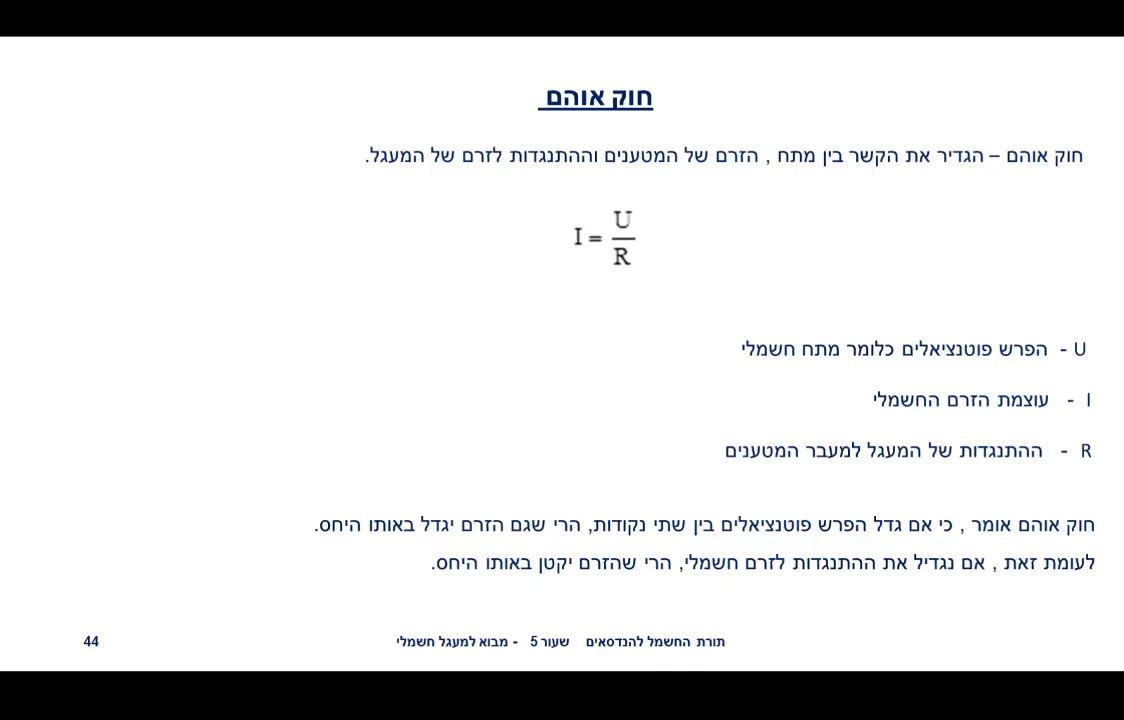 חוק אוהם
חוק אוהם – הגדיר את הקשר בין מתח , הזרם של המטענים וההתנגדות לזרם של המעגל.
I = U/R
U - הפרש פוטנציאלים כלומר מתח חשמלי
I - עוצמת הזרם החשמלי
R - ההתנגדות של המעגל למעבר המטענים
חוק אוהם אומר , כי אם גדל הפרש פוטנציאלים בין שתי נקודות, הרי שגם הזרם יגדל באותו היחס.
לעומת זאת , אם נגדיל את ההתנגדות לזרם חשמלי, הרי שהזרם יקטן באותו היחס.
תורת החשמל להנדסאים שעור 5 - מבוא למעגל חשמלי
44